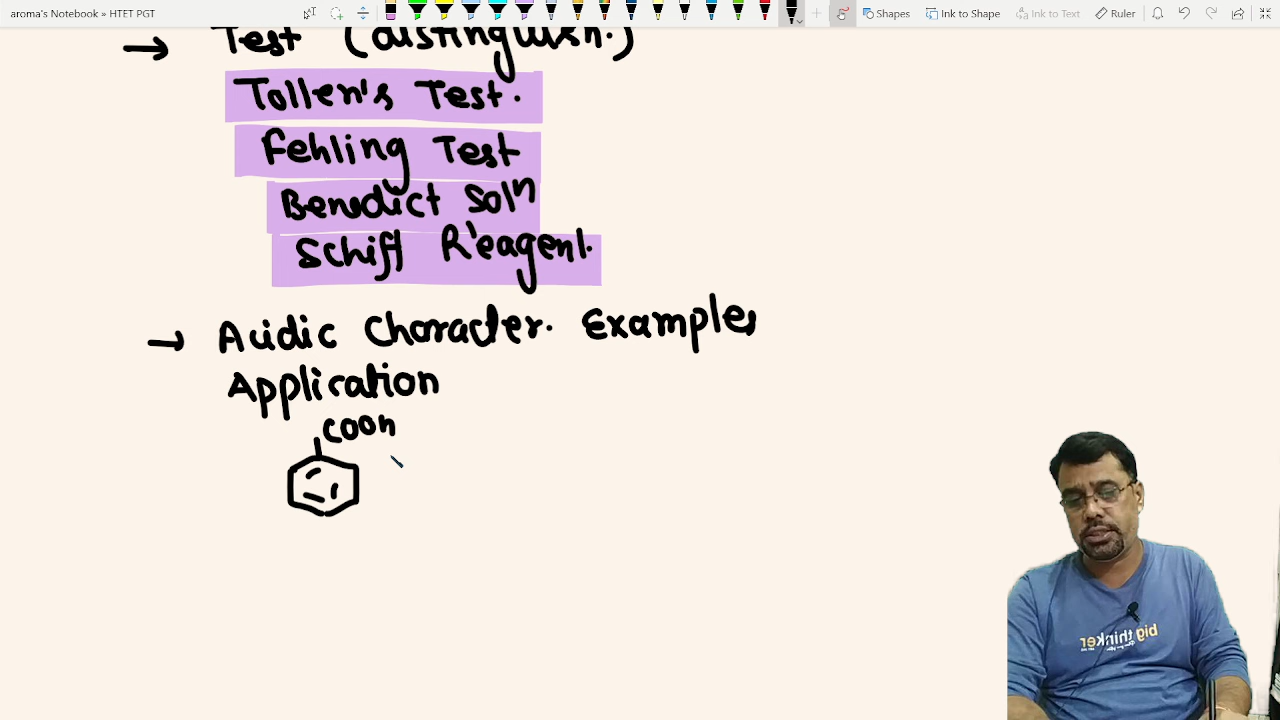 aroma's Notebook » HTET PGT
Shapes Ink to Shape Ink to Text Ruler
→ Test (distinguish.)
Tollen's Test.
Fehling Test
Benedict Solⁿ
Schiff R'eagent.
→ Acidic Character. Examples
Application
COOH
big thinker